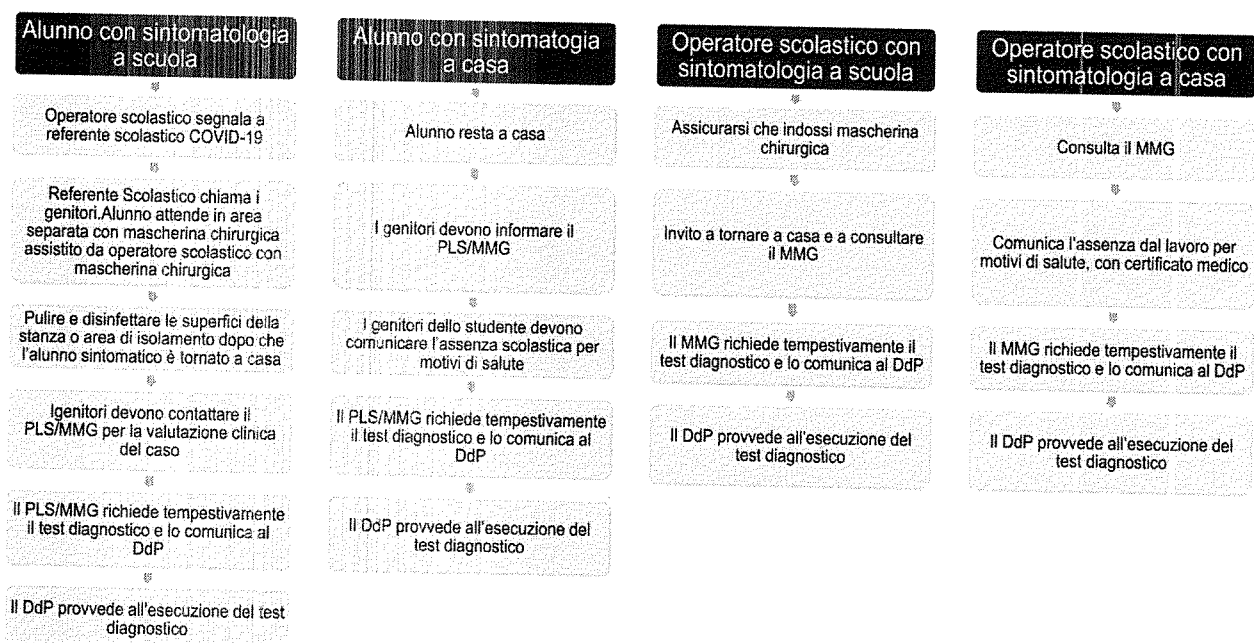 Alunno con sintomatologia
a scuola
Operatore scolastico segnala a
referente scolastico COVID-19
Referente Scolastico chiama i
genitori.Alunno attende in area
separata con mascherina chirurgica
assistito da operatore scolastico con
mascherina chirurgica
Pulire e disinfettare le superfici della
stanza o area di isolamento dopo che
l'alunno sintomatico è tornato a casa
Igenitori devono contattare il
PLS/MMG per la valutazione clinica
del caso
Il PLS/MMG richiede tempestivamente
il test diagnostico e lo comunica al
DdP
Il DdP provvede all'esecuzione del test
diagnostico
Alunno con sintomatogia
a casa
Alunno resta a casa
I genitori devono informare il
PLS/MMG
I genitori dello studente devono
comunicare l'assenza scolastica per
motivi di salute
Il PLS/MMG richiede tempestivamente
il test diagnostico e lo comunica al
DdP
Il DdP provvede all'esecuzione del
test diagnostico
Operatore scolastico con
sintomatologia a scuola
Assicurarsi che indossi mascherina
chirurgica
Invito a tornare a casa e a consultare
il MMG
Il MMG richiede tempestivamente il
test diagnostico e lo comunica al DdP
Il DdP provvede all'esecuzione del
test diagnostico
Operatore scolastico con
sintomatologia a casa
Consulta il MMG
Comunica l'assenza dal lavoro per
motivi di salute, con certificato medico
Il MMG richiede tempestivamente il
test diagnostico e lo comunica al DdP
Il DdP provvede all'esecuzione del
test diagnostico